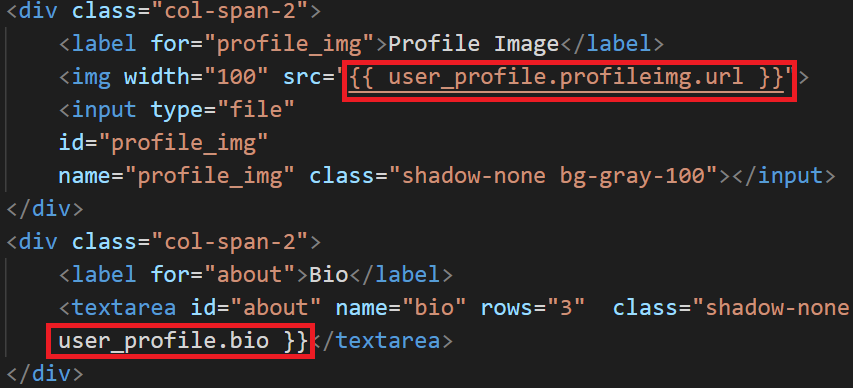 <div class="col-span-2">
<label for="profile_img">Profile Image</label>
<img width="100" src="{{ user_profile.profileimg.url }}">
<input type="file"
id="profile_img"
name="profile_img" class="shadow-none bg-gray-100"></input>
</div>
<div class="col-span-2">
<label for="about">Bio</label>
<textarea id="about" name="bio" rows="3"  class="shadow-none
user_profile.bio }}</textarea>
</div>